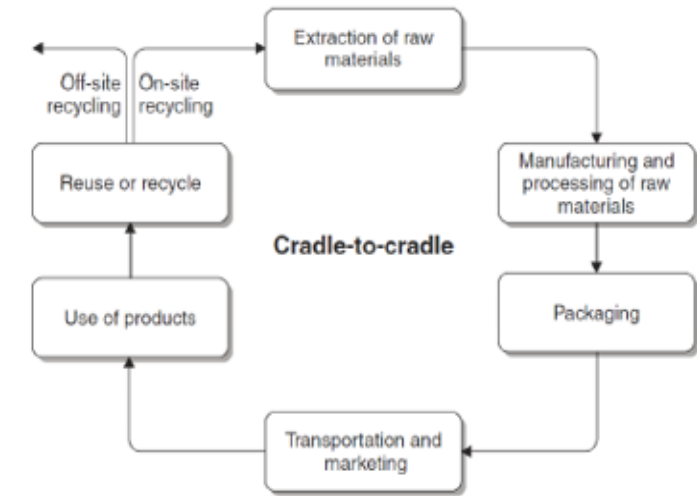 Extraction of raw
materials
Off-site
recycling
On-site
recycling
Reuse or recycle
Manufacturing and
processing of raw
materials
Cradle-to-cradle
Use of products
Packaging
Transportation and
marketing